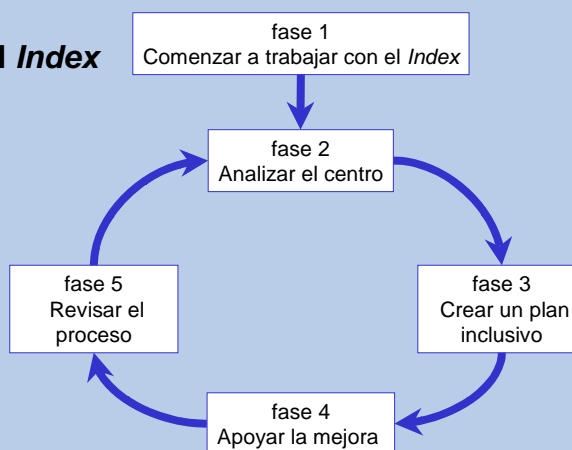 fase 1
Comenzar a trabajar con el Index
Index
fase 2
Analizar el centro
fase 5
Revisar el
proceso
fase 3
Crear un plan
inclusivo
fase 4
Apoyar la mejora